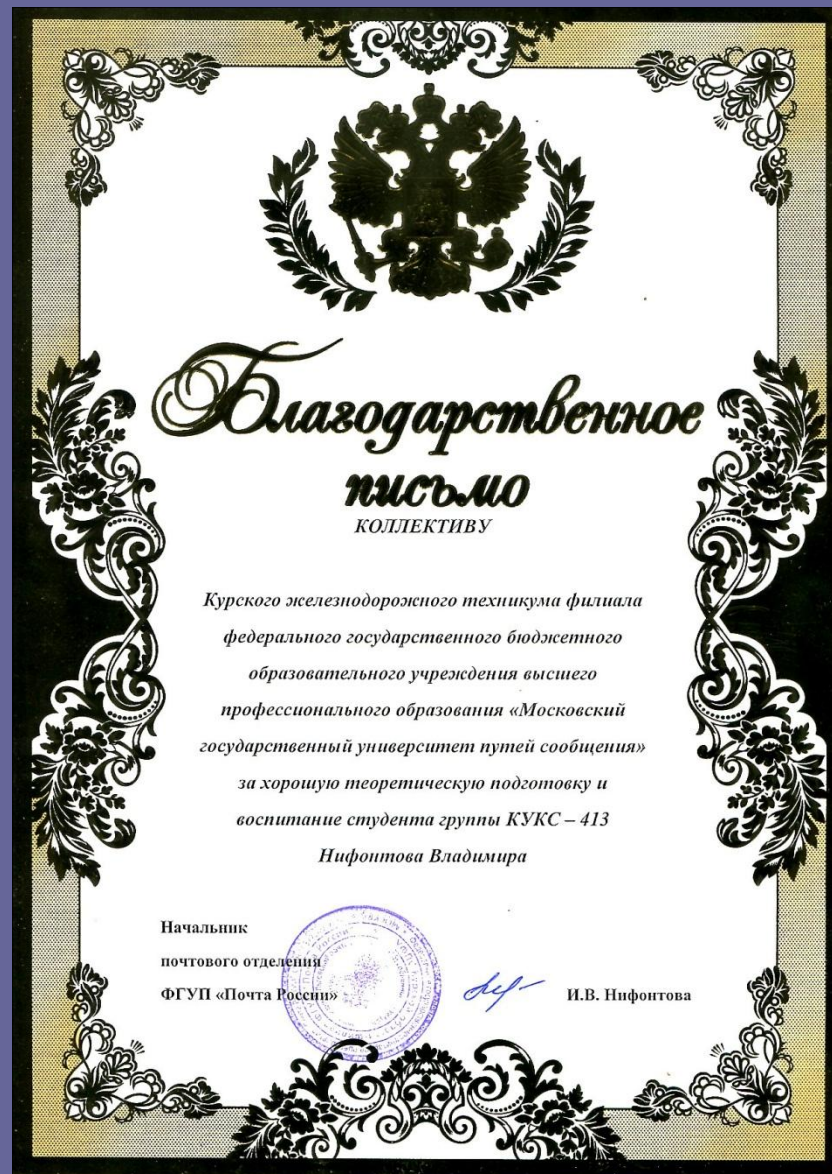 Благодарственное
письмо
КОЛЛЕКТИВУ
Курского железнодорожного техникума филиала
федерального государственного бюджетного
образовательного учреждения высшего
профессионального образования «Московский
государственный университет путей сообщения»
за хорошую теоретическую подготовку и
воспитание студента группы КУКС – 413
Нифонтова Владимира
Начальник
почтового отделения
ФГУП «Почта России»
И.В. Нифонтова